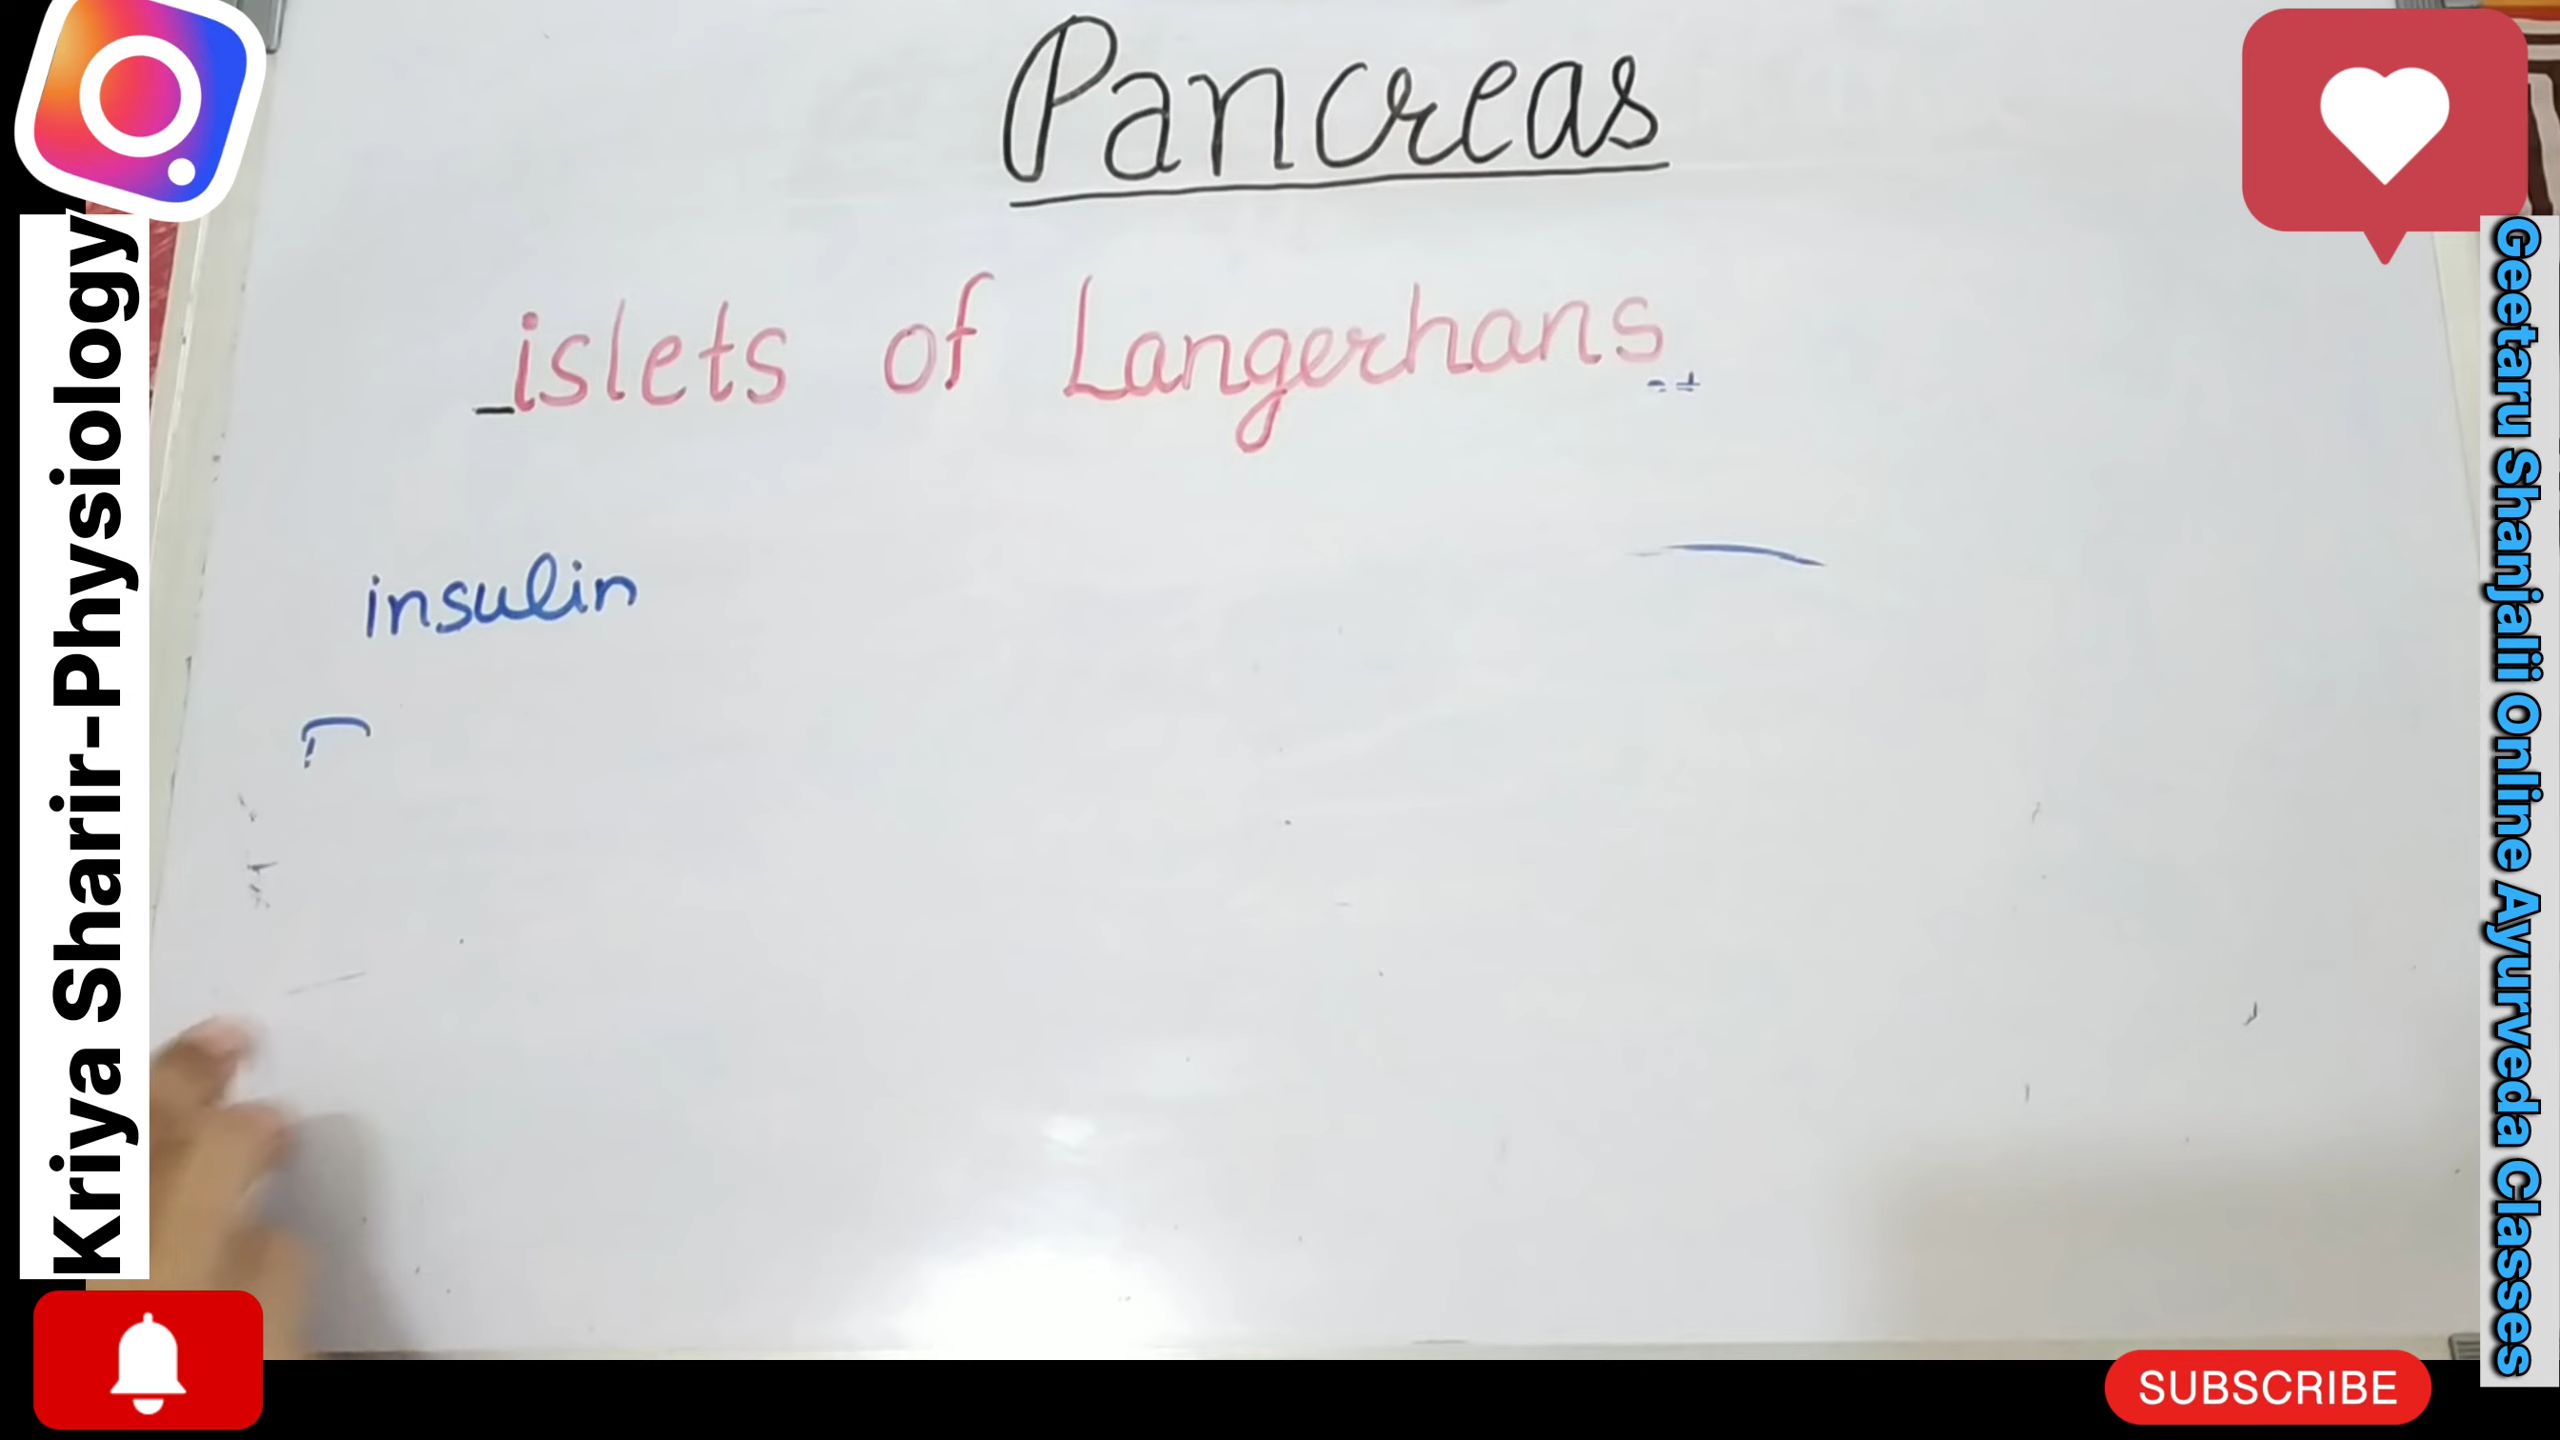 Pancreas
islets of Langerhans
insulin
Kriya Sharir-Physiology
Geetaru Shanjalii Online Ayurveda Classes
SUBSCRIBE